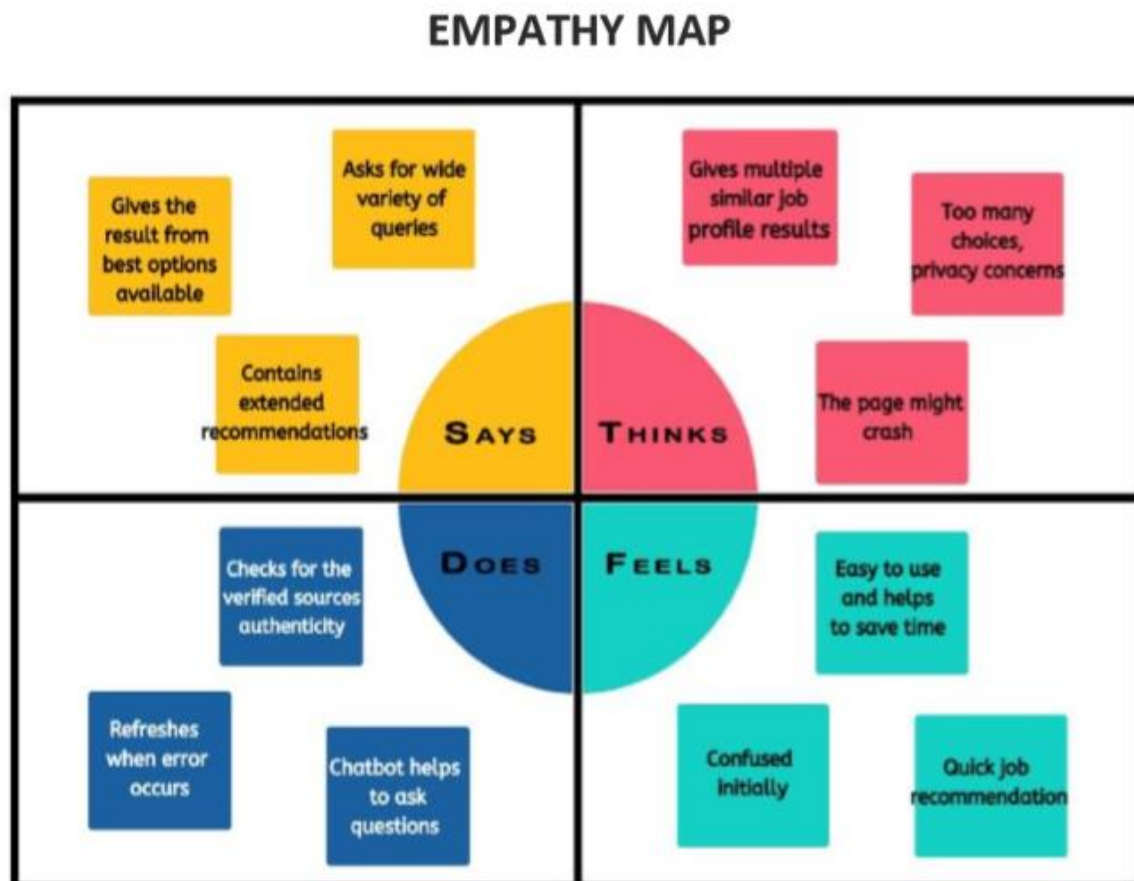 EMPATHY MAP
Gives the
result from
best options
available
Asks for wide
variety of
queries
Contains
extended
recommendations
SAYS
Gives multiple
similar job
profile results
Too many
choices,
privacy concerns
The page might
crash
THINKS
Checks for the
verified sources
authenticity
Refreshes
when error
occurs
Chatbot helps
to ask
questions
DOES
FEELS
Easy to use
and helps
to save time
Confused
initially
Quick job
recommendation